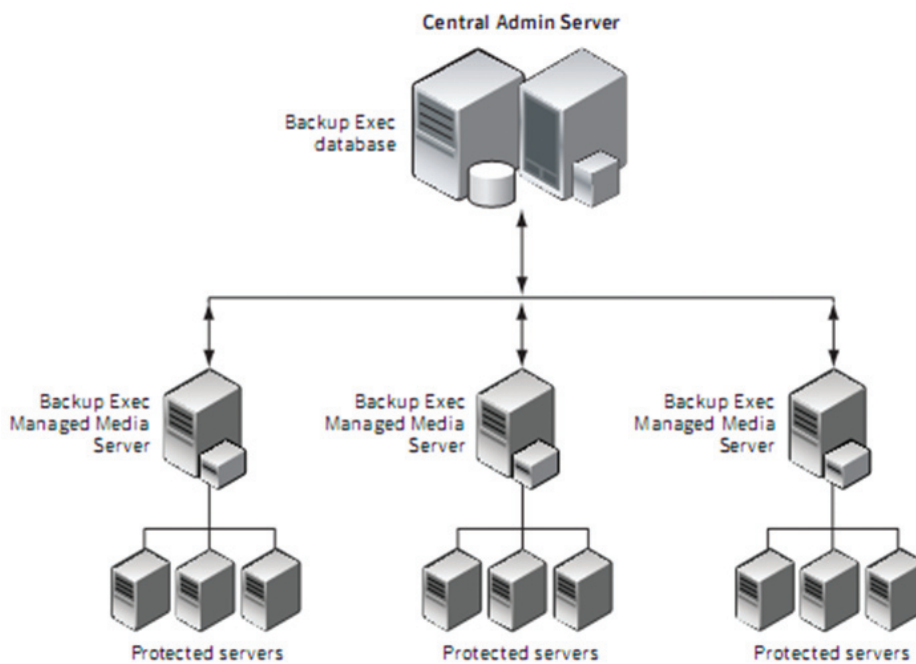 Central Admin Server
Backup Exec
database
Backup Exec
Managed Media
Server
Backup Exec
Managed Media
Server
Backup Exec
Managed Media
Server
Protected servers
Protected servers
Protected servers